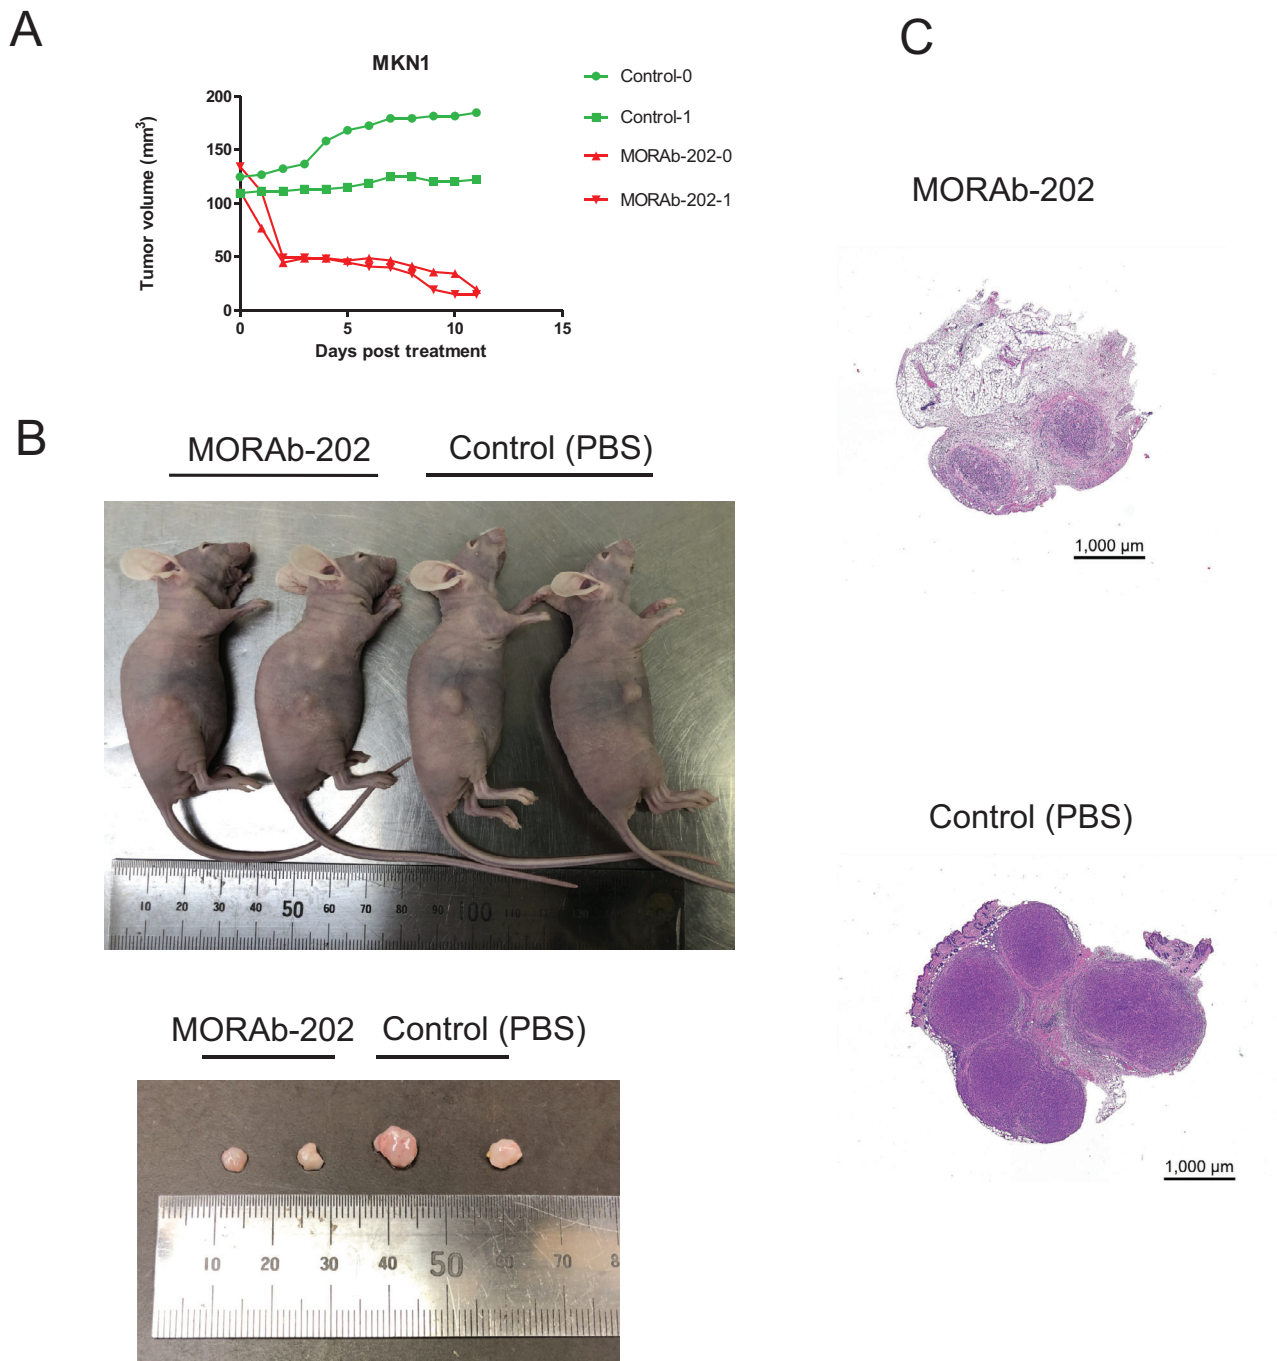 A
MKN1
Tumor volume (mm³)
200
150
100
50
0
0
5
10
15
Days post treatment
Control-0
Control-1
MORAb-202-0
MORAb-202-1
B
MORAb-202
Control (PBS)
10 20 30 40 50 60 70 80 90 100 110 130
MORAb-202
Control (PBS)
10 20 30 40 50 60 70 8
C
MORAb-202
1,000 µm
Control (PBS)
1,000 µm